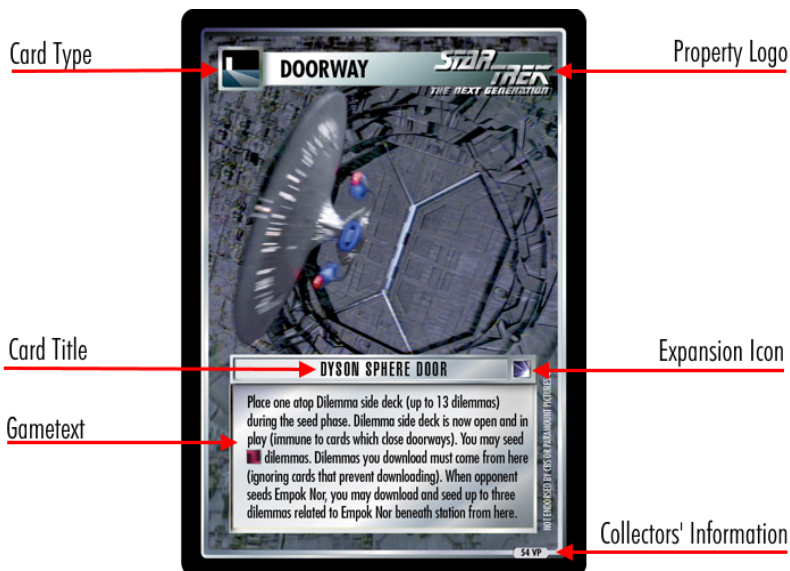 Card Type
DOORWAY
STAR TREK
THE NEXT GENERATION
Property Logo
Card Title
DYSON SPHERE DOOR
Expansion Icon
Gametext
Place one atop Dilemma side deck (up to 13 dilemmas)
during the seed phase. Dilemma side deck is now open and in
play (immune to cards which close doorways). You may seed
dilemmas. Dilemmas you download must come from here
(ignoring cards that prevent downloading). When opponent
seeds Empok Nor, you may download and seed up to three
dilemmas related to Empok Nor beneath station from here.
NOT ENDORSED BY CBS OR PARAMOUNT PICTURES
Collectors' Information
54 VP